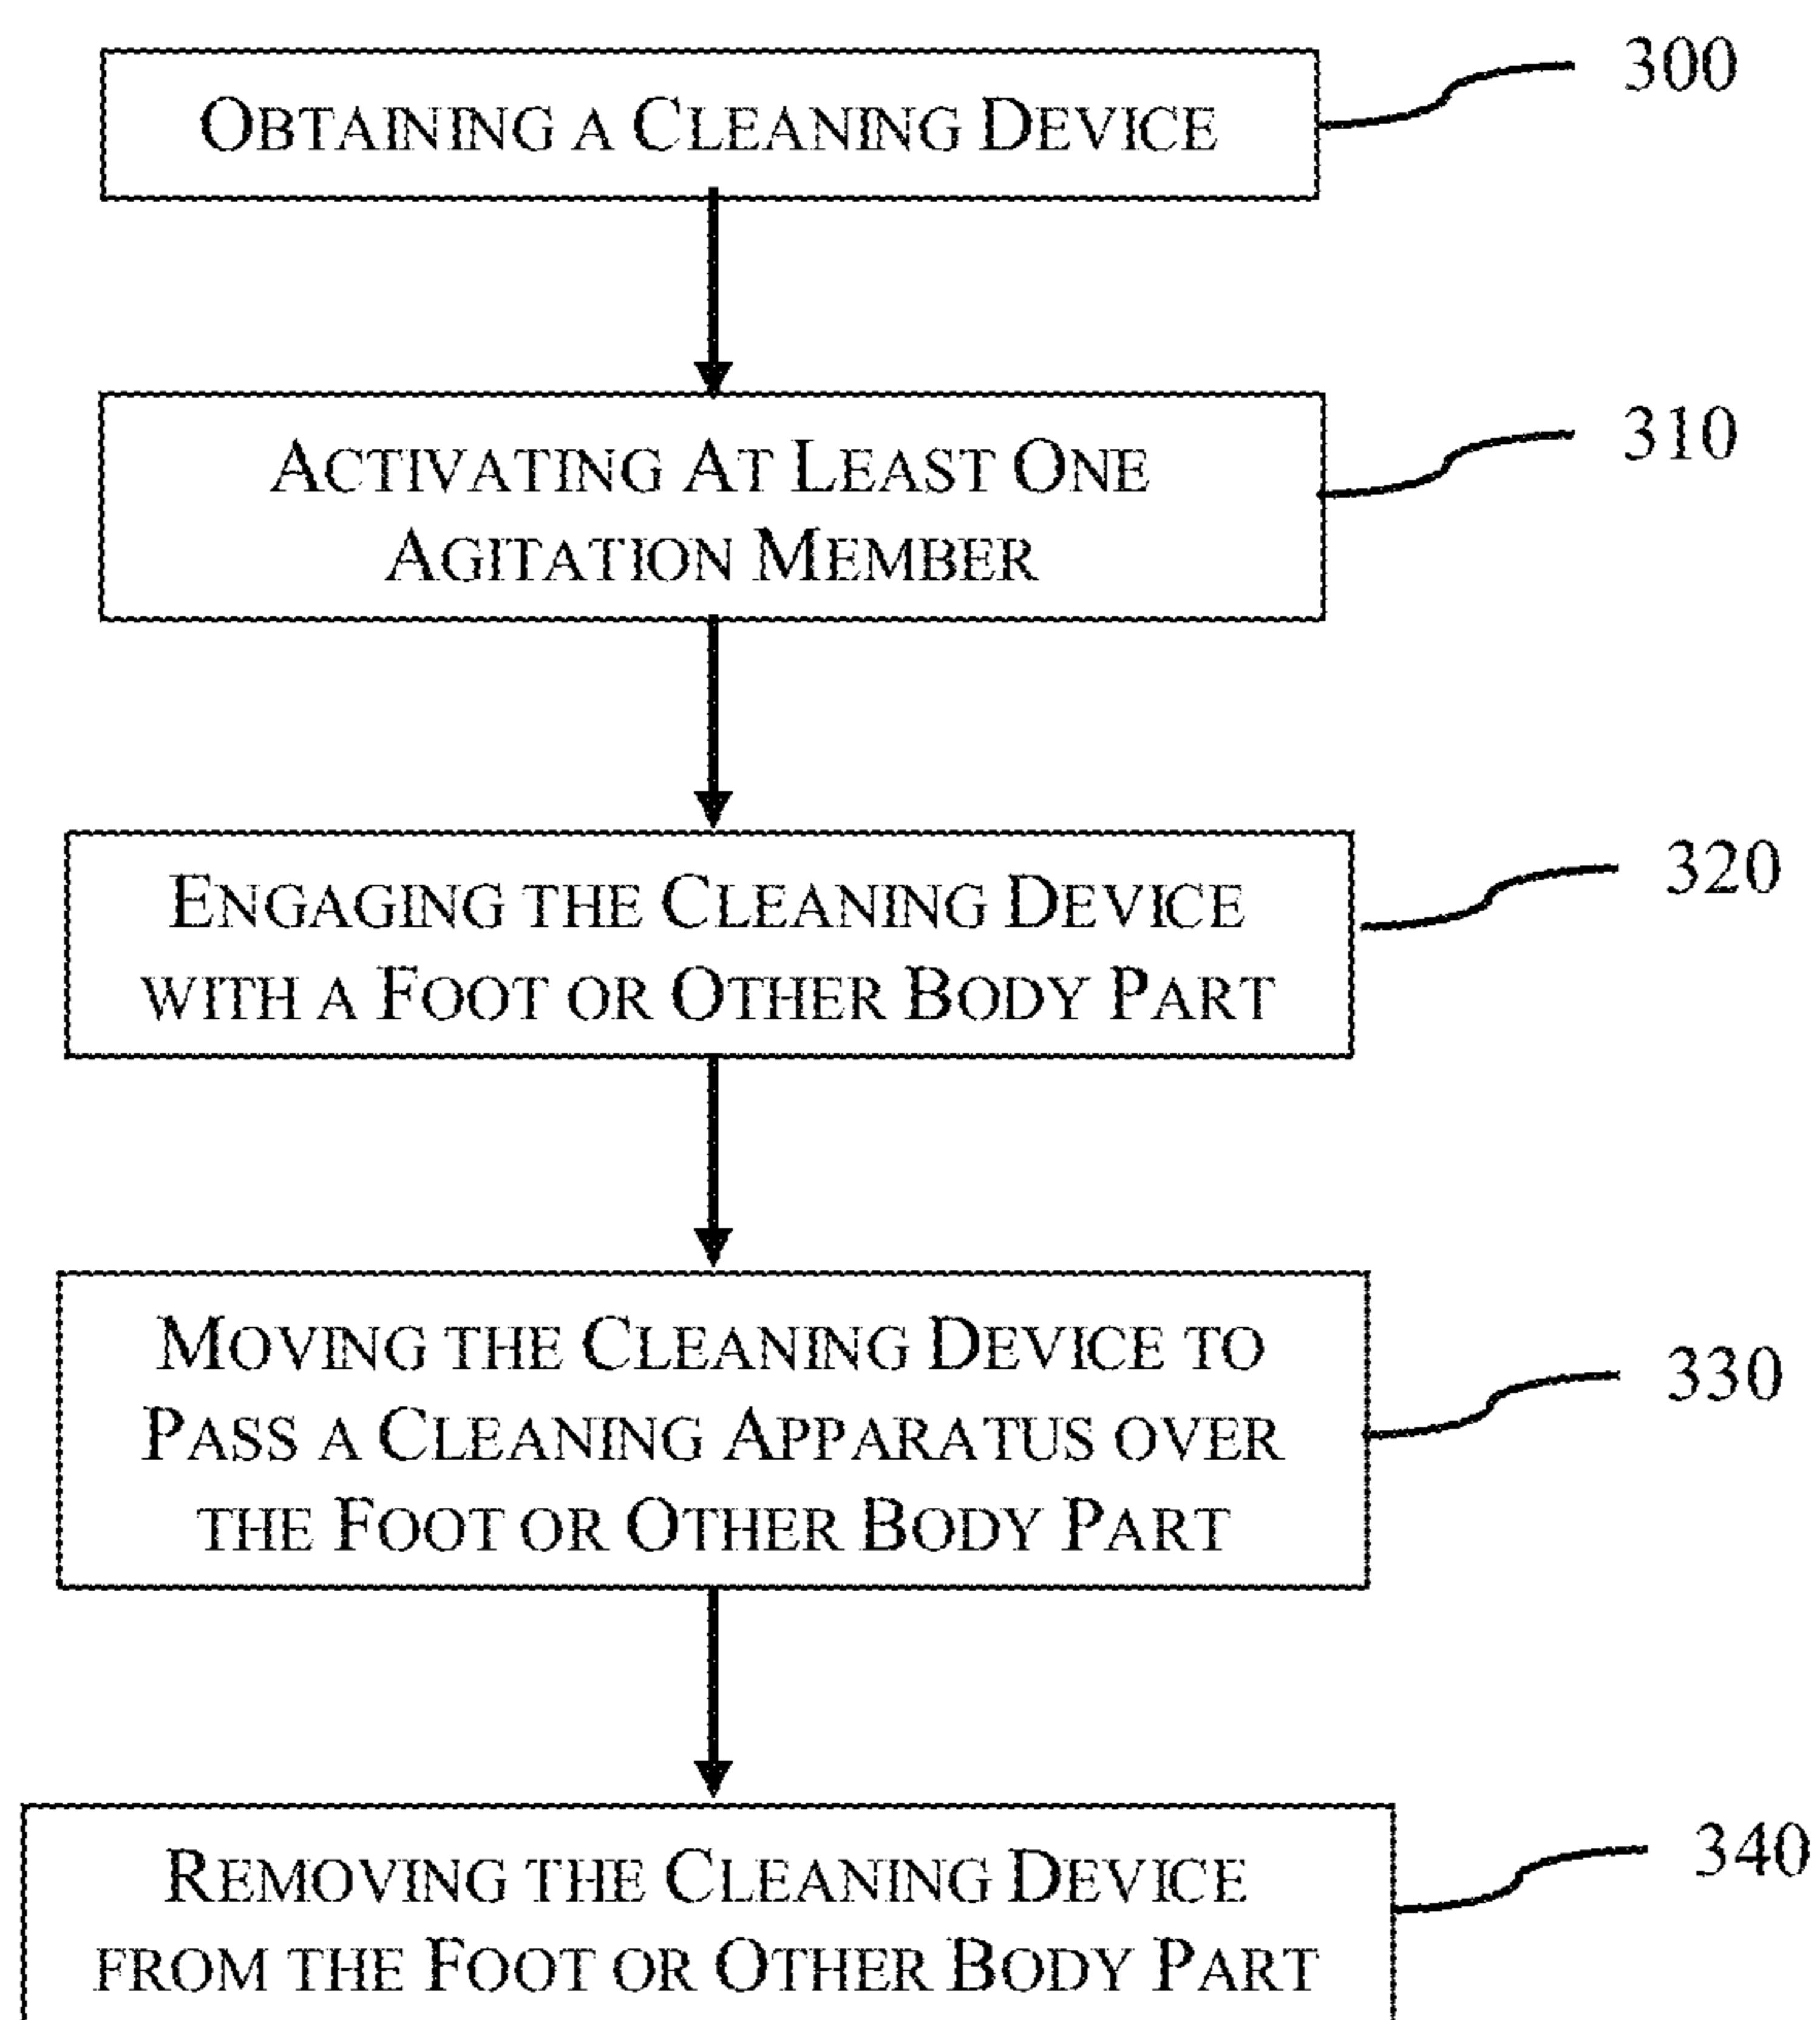 OBTAINING A CLEANING DEVICE
300
ACTIVATING AT LEAST ONE
AGITATION MEMBER
310
ENGAGING THE CLEANING DEVICE
WITH A FOOT OR OTHER BODY PART
320
MOVING THE CLEANING DEVICE TO
PASS A CLEANING APPARATUS OVER
THE FOOT OR OTHER BODY PART
330
REMOVING THE CLEANING DEVICE
FROM THE FOOT OR OTHER BODY PART
340